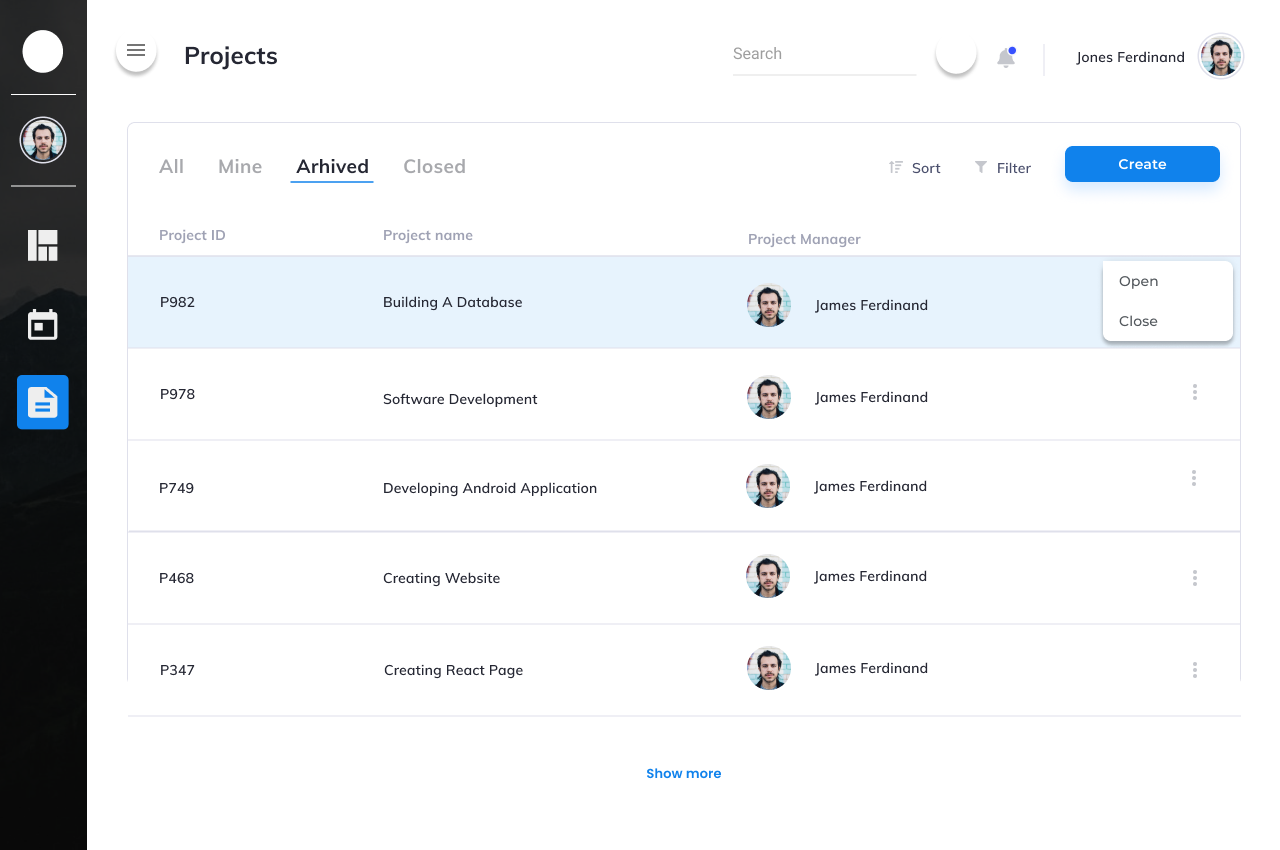 Projects
Search
Jones Ferdinand
All Mine Arhived Closed
Sort Filter Create
Project ID Project name Project Manager
P982 Building A Database James Ferdinand
Open
Close
P978 Software Development James Ferdinand
P749 Developing Android Application James Ferdinand
P468 Creating Website James Ferdinand
P347 Creating React Page James Ferdinand
Show more